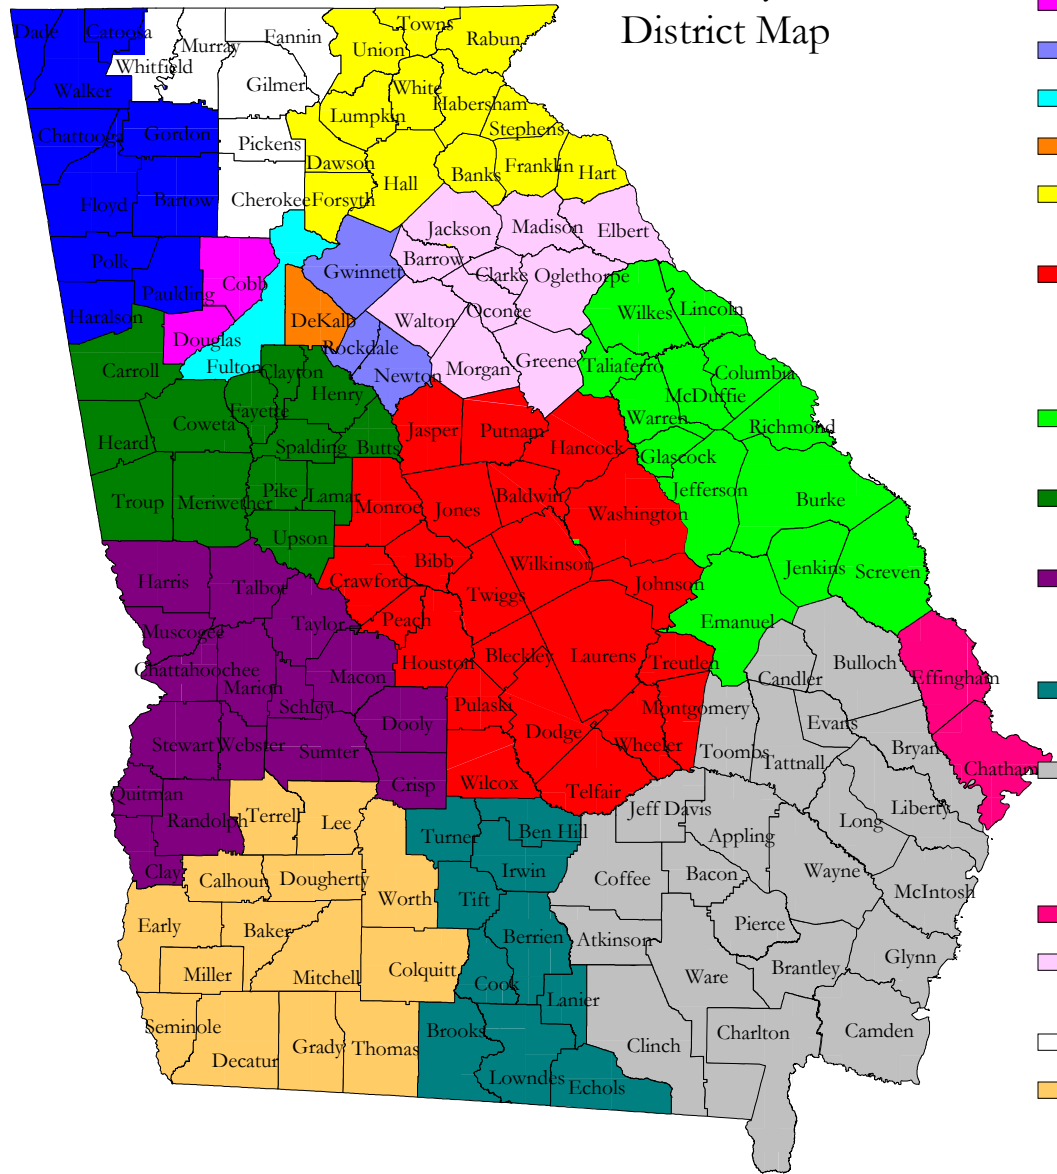 District Map
Dade
Catoosa
Towns
Fannin
Rabun
Murray
Union
Whitfield
Gilmer
White
Walker
Habersham
Lumpkin
Stephens
Chattooga
Gordon
Pickens
Dawson
Franklin
Banks
Hart
Hall
Floyd
Bartow
Cherokee
Forsyth
Jackson
Madison
Elbert
Polk
Barrow
Gwinnett
Clarke
Oglethorpe
Cobb
Paulding
Oconee
Wilkes
Lincoln
Haralson
DeKalb
Walton
Douglas
Rockdale
Greene
Taliaferro
Fulton
Carroll
Clayton
Newton
Morgan
Columbia
Henry
McDuffie
Fayette
Warren
Coweta
Jasper
Putnam
Richmond
Heard
Spalding
Butts
Hancock
Glascock
Pike
Lamar
Jefferson
Troup
Meriwether
Monroe
Jones
Baldwin
Burke
Washington
Upson
Bibb
Wilkinson
Jenkins
Screven
Harris
Talbot
Crawford
Johnson
Twiggs
Taylor
Peach
Emanuel
Muscogee
Houston
Bleckley
Laurens
Treutlen
Bulloch
Chattahoochee
Macon
Candler
Effingham
Marion
Schley
Pulaski
Montgomery
Dooly
Evans
Dodge
Stewart
Webster
Sumter
Wheeler
Toombs
Bryan
Tattnall
Chatham
Crisp
Wilcox
Telfair
Quitman
Jeff Davis
Liberty
Randolph
Terrell
Lee
Long
Turner
Ben Hill
Appling
Clay
Calhoun
Dougherty
Irwin
Coffee
Bacon
Wayne
McIntosh
Worth
Tift
Early
Baker
Pierce
Berrien
Atkinson
Glynn
Miller
Mitchell
Colquitt
Ware
Brantley
Cook
Lanier
Seminole
Brooks
Charlton
Camden
Decatur
Grady
Thomas
Clinch
Lowndes
Echols